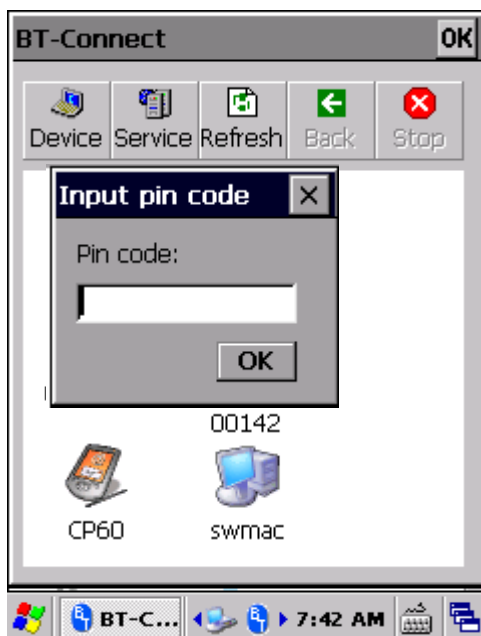 BT-Connect OK
Device Service Refresh Back Stop
Input pin code
Pin code:
OK
00142
CP60 swmac
BT-C... 7:42 AM